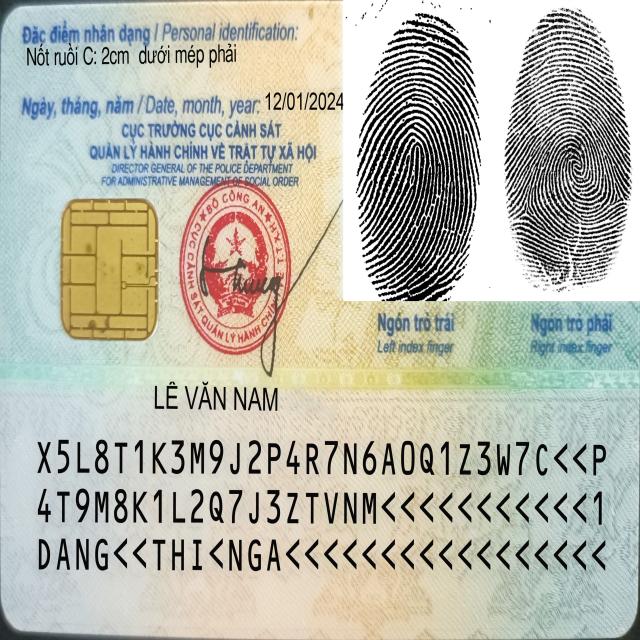 Đặc điểm nhân dạng / Personal identification:
Nốt ruồi C: 2cm dưới mép phải
Ngày, tháng, năm / Date, month, year: 12/01/2024
CỤC TRƯỞNG CỤC CẢNH SÁT
QUẢN LÝ HÀNH CHÍNH VỀ TRẬT TỰ XÃ HỘI
DIRECTOR GENERAL OF THE POLICE DEPARTMENT
FOR ADMINISTRATIVE MANAGEMENT OF SOCIAL ORDER
BỘ CÔNG AN
CỤC CẢNH SÁT QUẢN LÝ HÀNH CHÍNH
Ngón trỏ trái
Left index finger
Ngón trỏ phải
Right index finger
LÊ VĂN NAM
X5L8T1K3M9J2P4R7N6A0Q1Z3W7C<<P
4T9M8K1L2Q7J3ZTVNM<<<<<<<<<<<1
DANG<<THI<NGA<<<<<<<<<<<<<<<<<